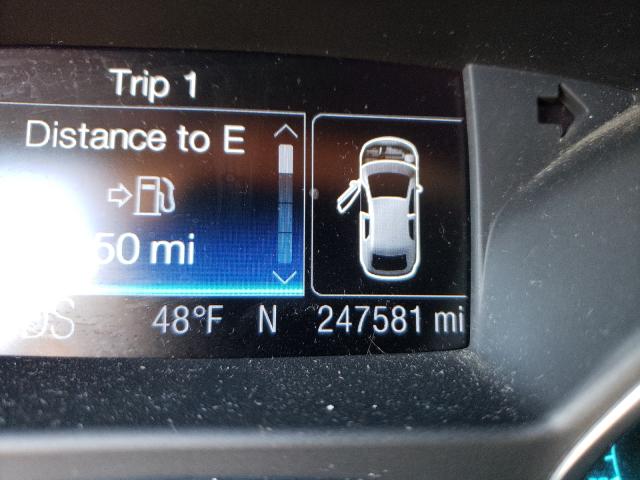 Trip 1
Distance to E
50 mi
48°F N 247581 mi